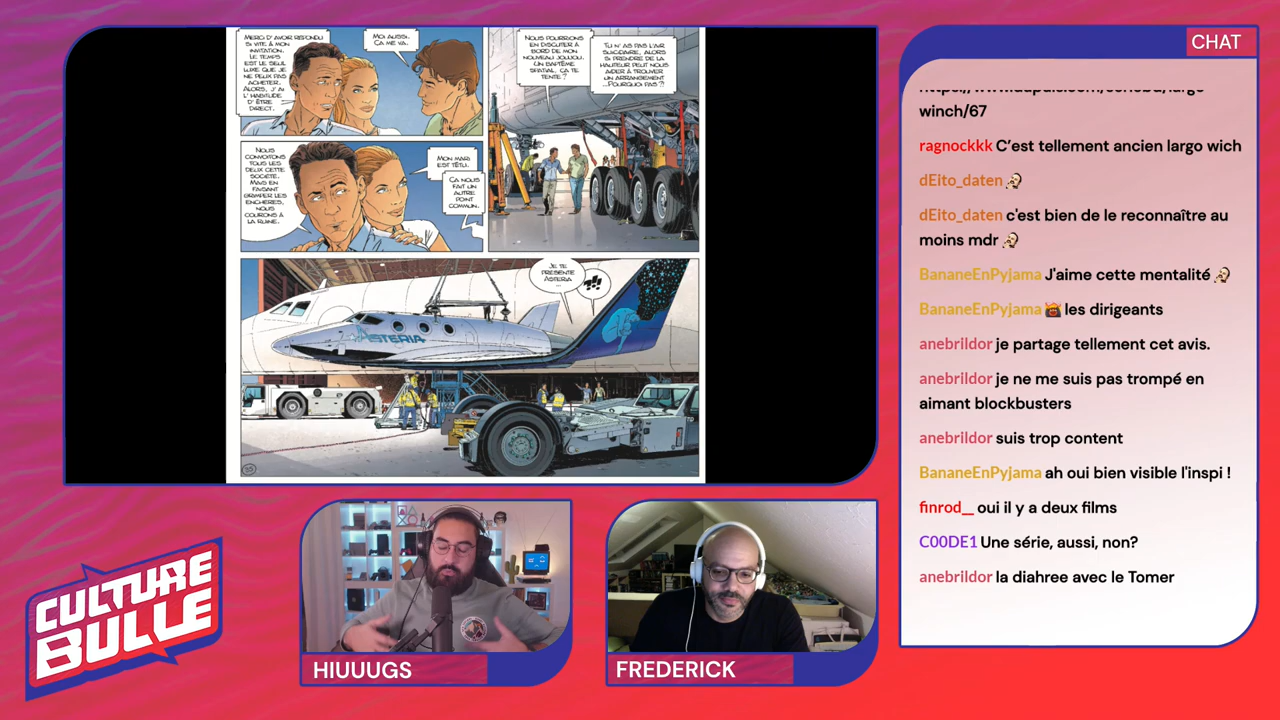 MERCI D'AVOIR RÉPONDU
SI VITE À MON
INVITATION.
LE TEMPS
EST LE SEUL
LUXE QUE JE
NE PEUX PAS
ACHETER.
ALORS, J'AI
L'HABITUDE
D'ÊTRE
DIRECT.
MOI AUSSI.
ÇA ME VA.
NOUS POURRIONS
EN DISCUTER À
BORD DE MON
NOUVEAU JOUJOU.
UN BAPTÊME
SPATIAL, ÇA TE
TENTE ?
TU N'AS PAS L'AIR
SUICIDAIRE, ALORS
SI PRENDRE DE LA
HAUTEUR PEUT NOUS
AIDER À TROUVER
UN ARRANGEMENT
...POURQUOI PAS ?!
NOUS
CONVOITONS
TOUS LES
DEUX CETTE
SOCIÉTÉ.
MAIS EN
FAISANT
GRIMPER LES
ENCHÈRES,
NOUS
COURONS À
LA RUINE.
MON MARI
EST TÊTU.
ÇA NOUS
FAIT UN
AUTRE
POINT
COMMUN.
JE TE
PRÉSENTE
ASTERIA
...
!!
ASTERIA
CHAT
winch/67
ragnockkk C'est tellement ancien largo wich
dEito_daten
dEito_daten c'est bien de le reconnaître au
moins mdr
BananeEnPyjama J'aime cette mentalité
BananeEnPyjama les dirigeants
anebrildor je partage tellement cet avis.
anebrildor je ne me suis pas trompé en
aimant blockbusters
anebrildor suis trop content
BananeEnPyjama ah oui bien visible l'inspi !
finrod__ oui il y a deux films
C00DE1 Une série, aussi, non?
anebrildor la diahree avec le Tomer
CULTURE
BULLE
HIUUUGS
FREDERICK